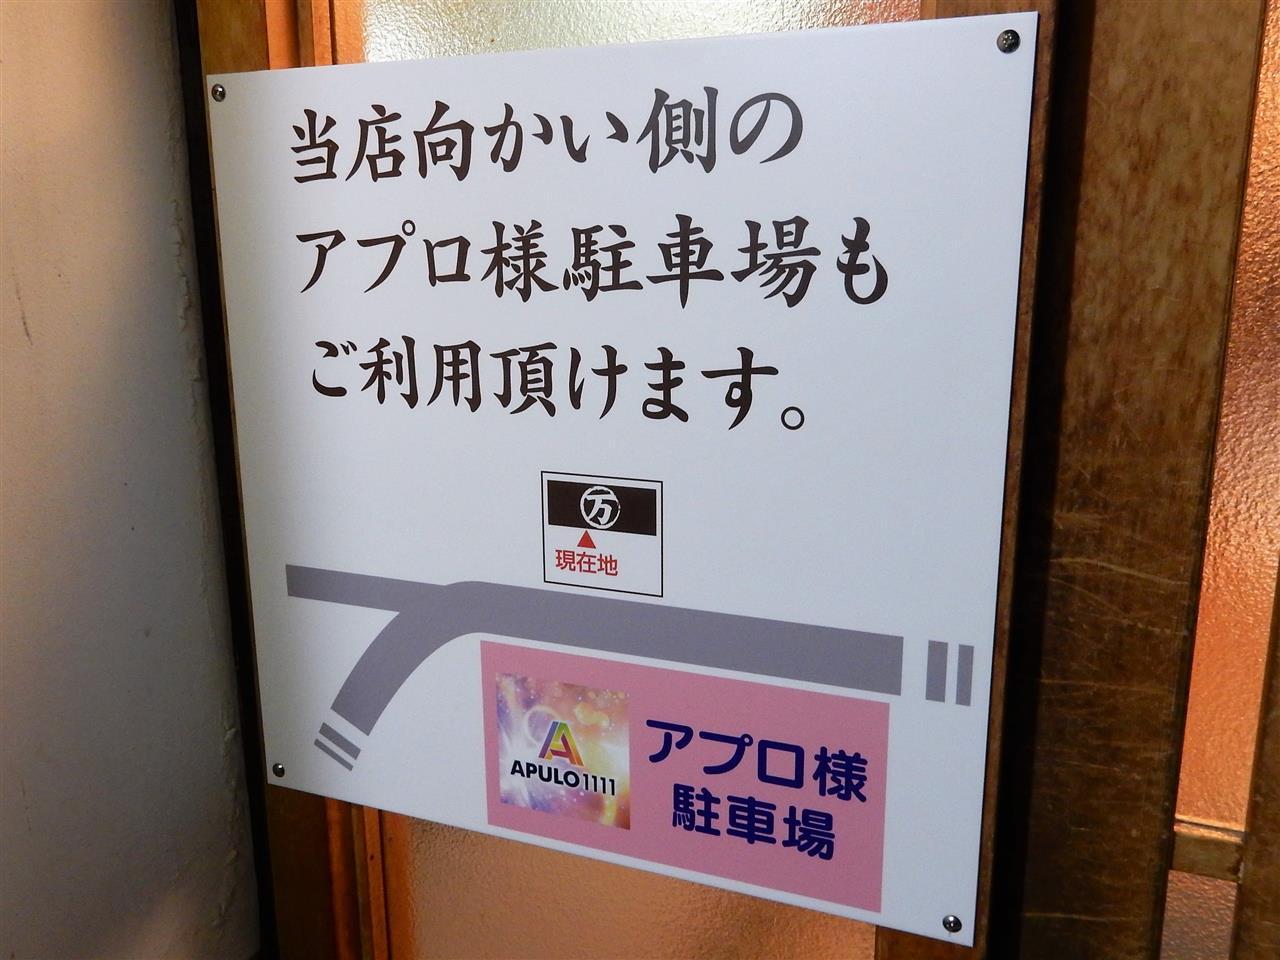 当店向かい側の
アプロ様駐車場も
ご利用頂けます。
万
現在地
APULO1111
アプロ様
駐車場